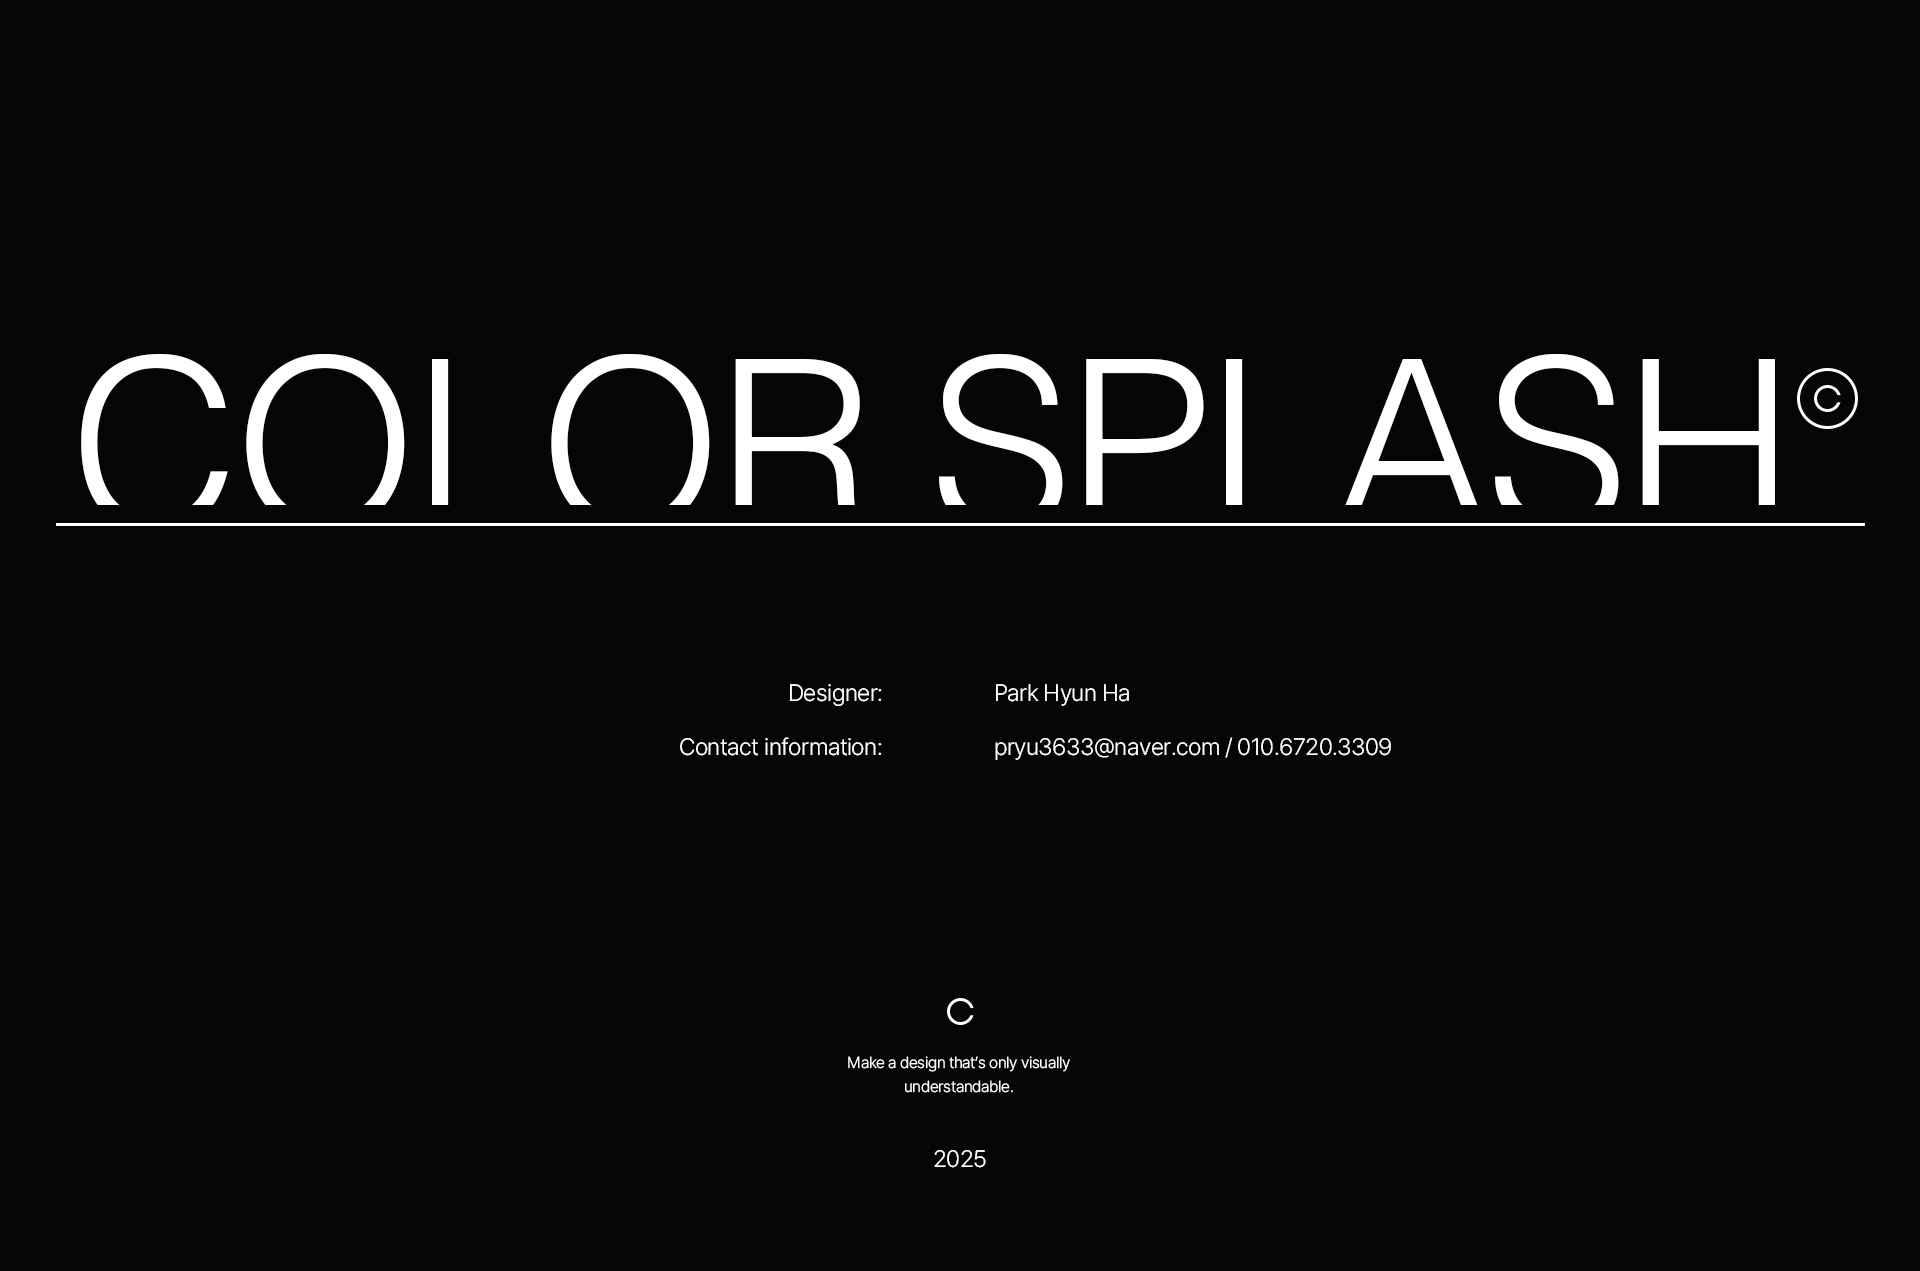 COLOR SPLASH©
Designer: Park Hyun Ha
Contact information: pryu3633@naver.com / 010.6720.3309
C
Make a design that’s only visually
understandable.
2025